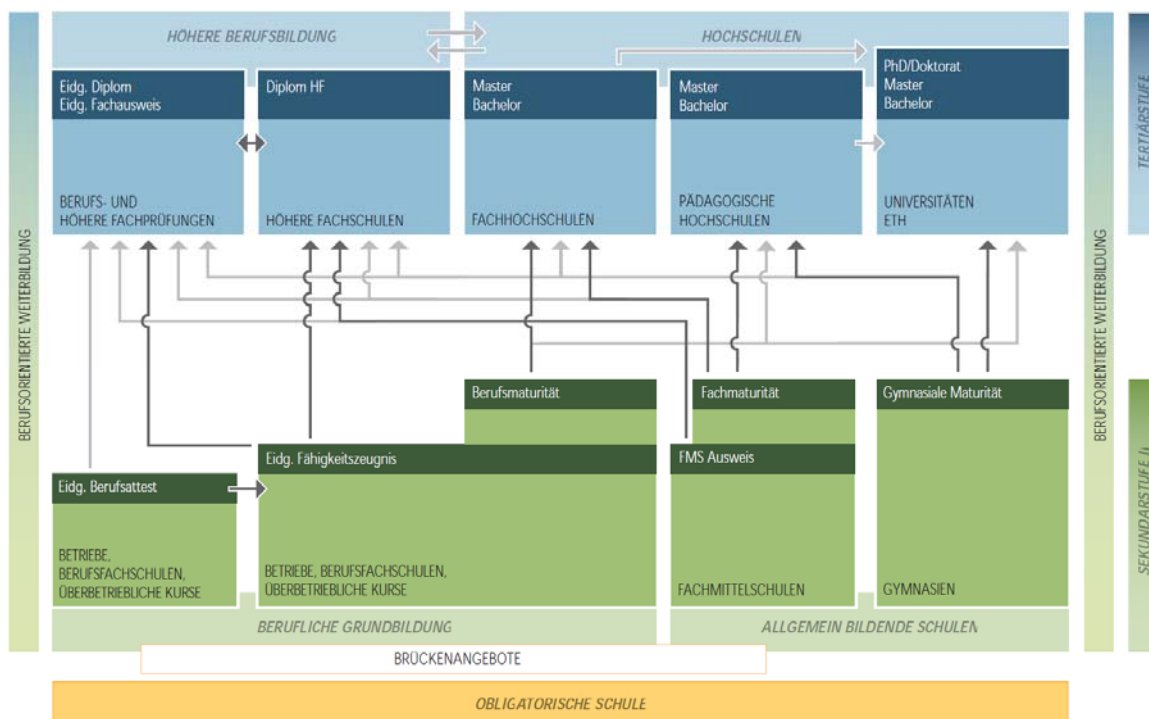 HÖHERE BERUFSBILDUNG
HOCHSCHULEN
Eidg. Diplom
Eidg. Fachausweis
BERUFS- UND
HÖHERE FACHPRÜFUNGEN
Diplom HF
HÖHERE FACHSCHULEN
Master
Bachelor
FACHHOCHSCHULEN
Master
Bachelor
PÄDAGOGISCHE
HOCHSCHULEN
PhD/Doktorat
Master
Bachelor
UNIVERSITÄTEN
ETH
TERTIÄRSTUFE
BERUFSORIENTIERTE WEITERBILDUNG
BERUFSORIENTIERTE WEITERBILDUNG
Berufsmaturität
Fachmaturität
Gymnasiale Maturität
Eidg. Fähigkeitszeugnis
FMS Ausweis
Eidg. Berufsattest
BETRIEBE,
BERUFSFACHSCHULEN,
ÜBERBETRIEBLICHE KURSE
BETRIEBE, BERUFSFACHSCHULEN,
ÜBERBETRIEBLICHE KURSE
FACHMITTELSCHULEN
GYMNASIEN
SEKUNDARSTUFE II
BERUFLICHE GRUNDBILDUNG
ALLGEMEIN BILDENDE SCHULEN
BRÜCKENANGEBOTE
OBLIGATORISCHE SCHULE